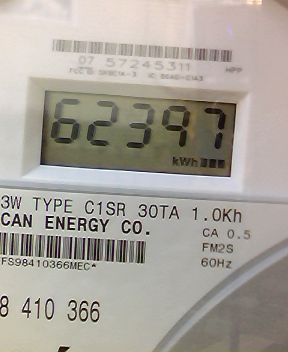 07 57245311
HPP
62397
kWh
3W TYPE C1SR 30TA 1.0Kh
CAN ENERGY CO.
CA 0.5
FM2S
60Hz
FS98410366MEC*
8 410 366